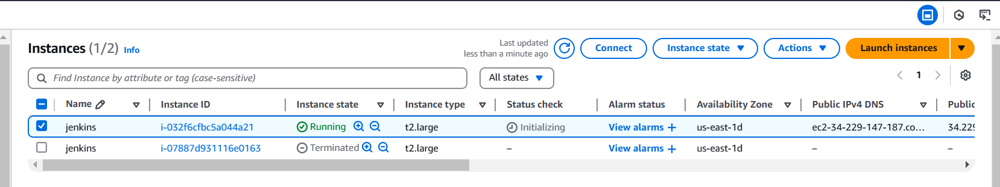 Instances (1/2) Info
Last updated
less than a minute ago
Connect
Instance state
Actions
Launch instances
Find Instance by attribute or tag (case-sensitive)
All states
1
Name Instance ID Instance state Instance type Status check Alarm status Availability Zone Public IPv4 DNS Public
jenkins i-032f6cfbc5a044a21 Running t2.large Initializing View alarms + us-east-1d ec2-34-229-147-187.co... 34.229
jenkins i-07887d931116e0163 Terminated t2.large – View alarms + us-east-1d – –